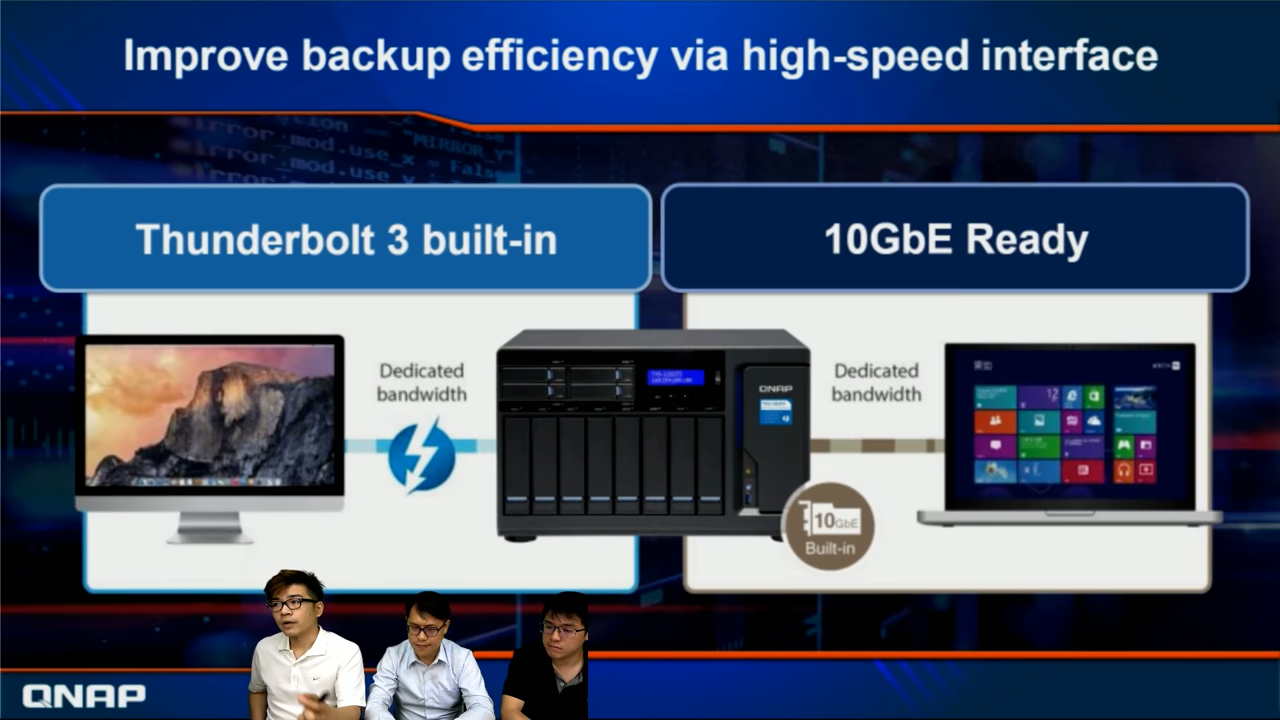 Improve backup efficiency via high-speed interface
Thunderbolt 3 built-in
10GbE Ready
Dedicated
bandwidth
Dedicated
bandwidth
QNAP
10GbE
Built-in
QNAP